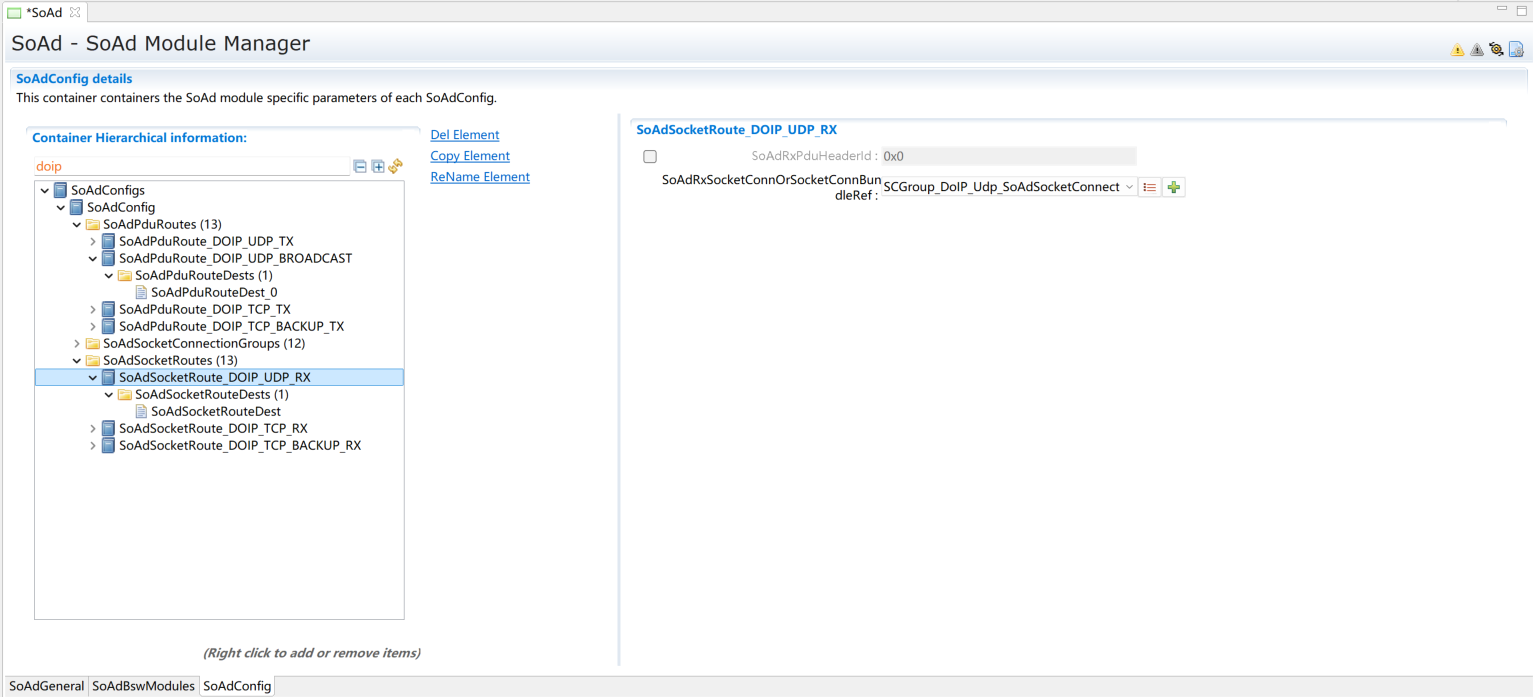 *SoAd
SoAd - SoAd Module Manager
SoAdConfig details
This container containers the SoAd module specific parameters of each SoAdConfig.
Container Hierarchical information:
doip
SoAdConfigs
SoAdConfig
SoAdPduRoutes (13)
SoAdPduRoute_DOIP_UDP_TX
SoAdPduRoute_DOIP_UDP_BROADCAST
SoAdPduRouteDests (1)
SoAdPduRouteDest_0
SoAdPduRoute_DOIP_TCP_TX
SoAdPduRoute_DOIP_TCP_BACKUP_TX
SoAdSocketConnectionGroups (12)
SoAdSocketRoutes (13)
SoAdSocketRoute_DOIP_UDP_RX
SoAdSocketRouteDests (1)
SoAdSocketRouteDest
SoAdSocketRoute_DOIP_TCP_RX
SoAdSocketRoute_DOIP_TCP_BACKUP_RX
(Right click to add or remove items)
Del Element
Copy Element
ReName Element
SoAdSocketRoute_DOIP_UDP_RX
SoAdRxPduHeaderId : 0x0
SoAdRxSocketConnOrSocketConnBun
dleRef : SCGroup_DoIP_Udp_SoAdSocketConnect
SoAdGeneral SoAdBswModules SoAdConfig